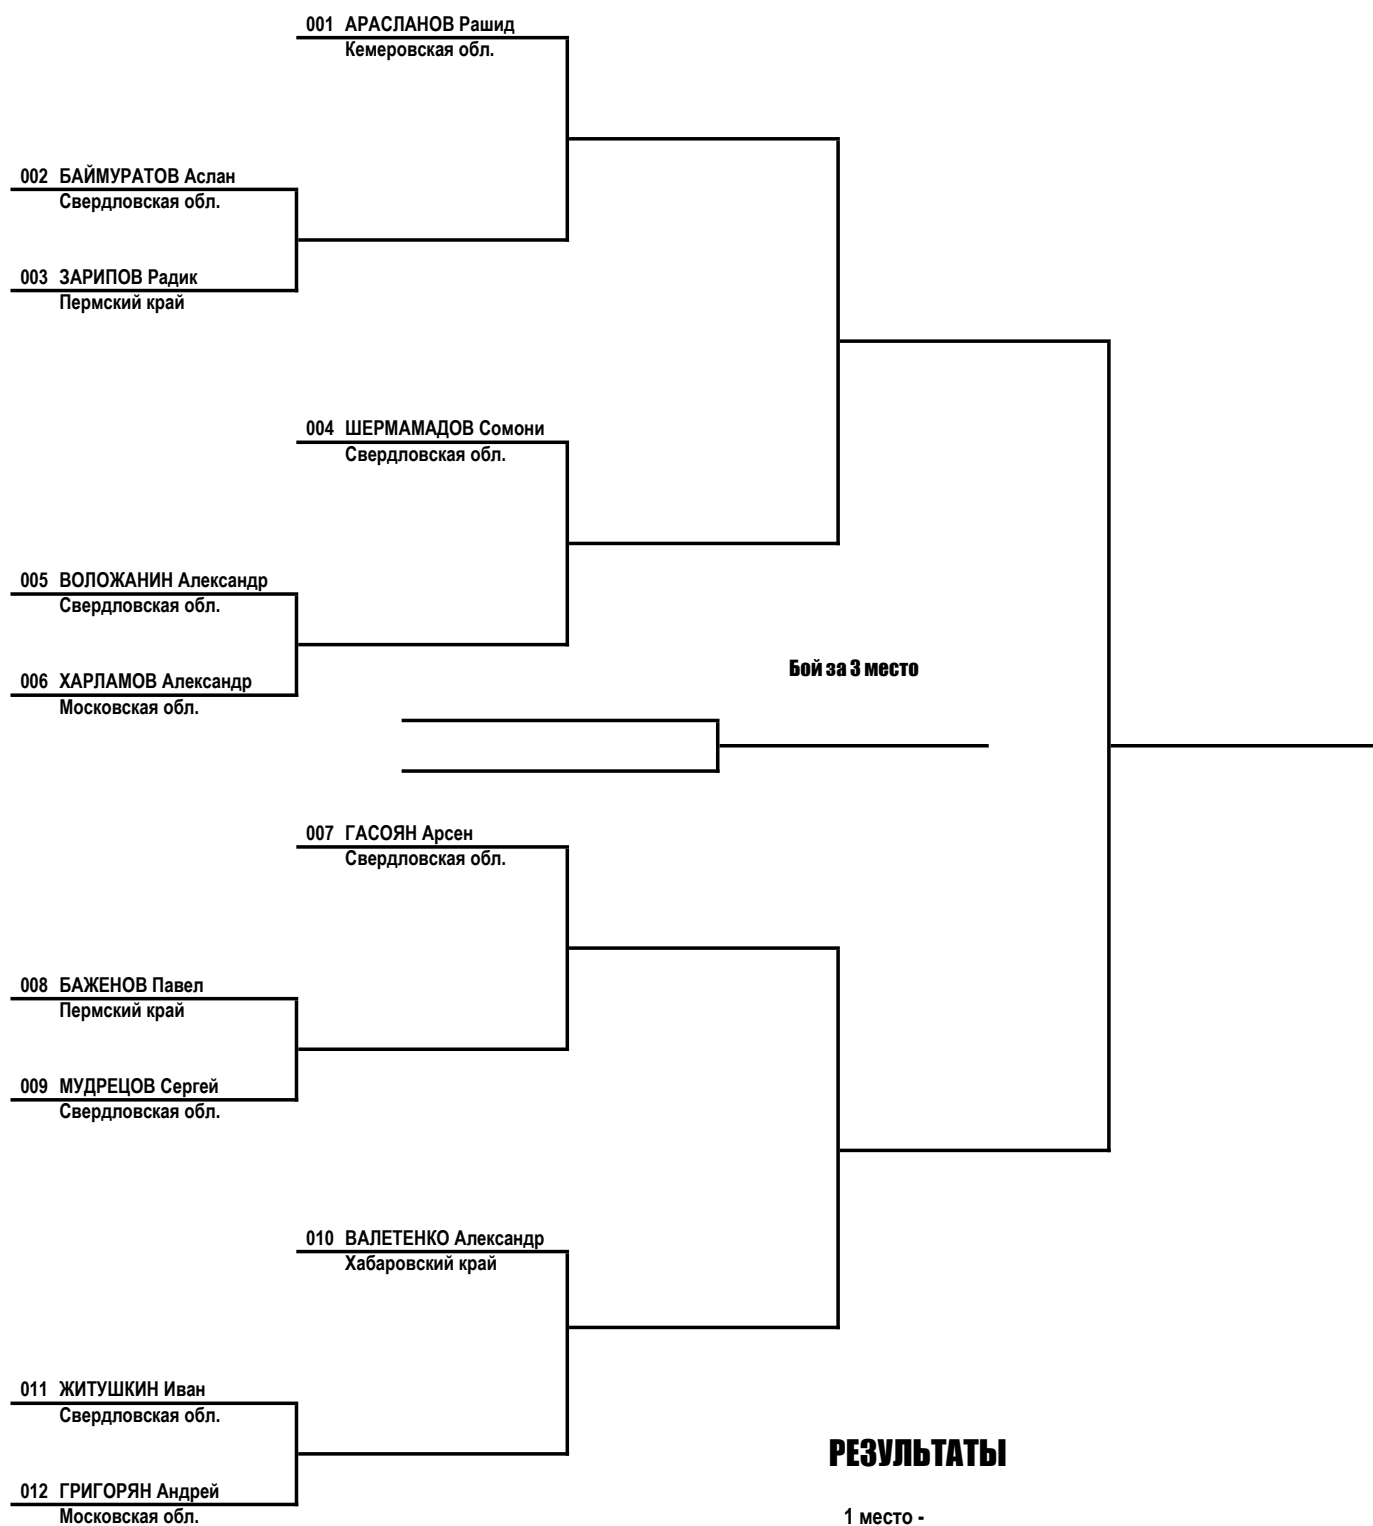 001 АРАСЛАНОВ Рашид
Кемеровская обл.
002 БАЙМУРАТОВ Аслан
Свердловская обл.
003 ЗАРИПОВ Радик
Пермский край
004 ШЕРМАМАДОВ Сомони
Свердловская обл.
005 ВОЛОЖАНИН Александр
Свердловская обл.
Бой за 3 место
006 ХАРЛАМОВ Александр
Московская обл.
007 ГАСОЯН Арсен
Свердловская обл.
008 БАЖЕНОВ Павел
Пермский край
009 МУДРЕЦОВ Сергей
Свердловская обл.
010 ВАЛЕТЕНКО Александр
Хабаровский край
011 ЖИТУШКИН Иван
Свердловская обл.
012 ГРИГОРЯН Андрей
Московская обл.
РЕЗУЛЬТАТЫ
1 место -